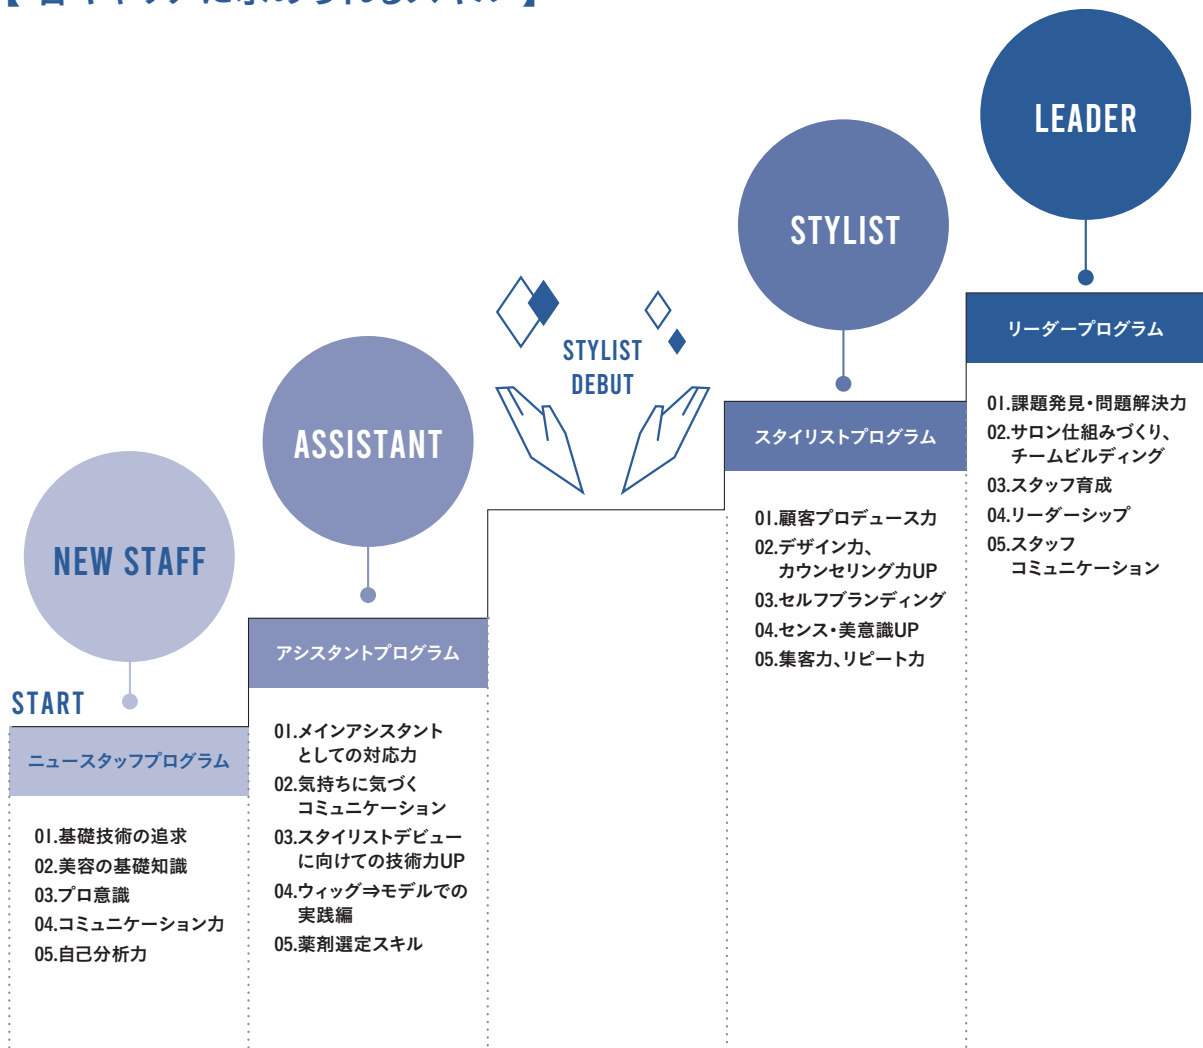 NEW STAFF
START
ニュースタッフプログラム
01.基礎技術の追求
02.美容の基礎知識
03.プロ意識
04.コミュニケーション力
05.自己分析力
ASSISTANT
アシスタントプログラム
01.メインアシスタント
としての対応力
02.気持ちに気づく
コミュニケーション
03.スタイリストデビュー
に向けての技術力UP
04.ウィッグ⇒モデルでの
実践編
05.薬剤選定スキル
STYLIST
DEBUT
STYLIST
スタイリストプログラム
01.顧客プロデュース力
02.デザイン力、
カウンセリング力UP
03.セルフブランディング
04.センス・美意識UP
05.集客力、リピート力
LEADER
リーダープログラム
01.課題発見・問題解決力
02.サロン仕組みづくり、
チームビルディング
03.スタッフ育成
04.リーダーシップ
05.スタッフ
コミュニケーション